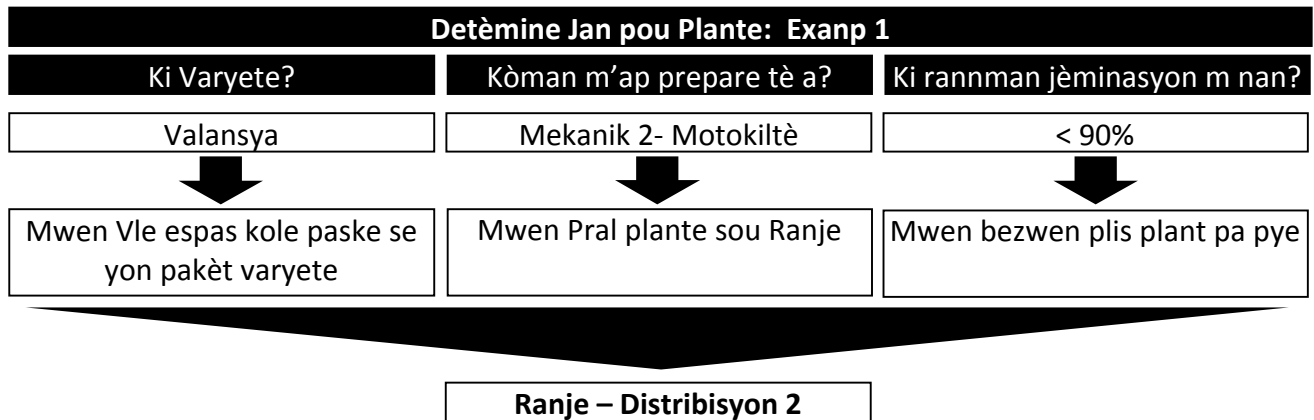 Detèmine Jan pou Plante: Exanp 1
Ki Varyete?
Kòman m'ap prepare tè a?
Ki rannman jèminasyon m nan?
Valansya
Mekanik 2- Motokiltè
< 90%
Mwen Vle espas kole paske se
yon pakèt varyete
Mwen Pral plante sou Ranje
Mwen bezwen plis plant pa pye
Ranje – Distribisyon 2